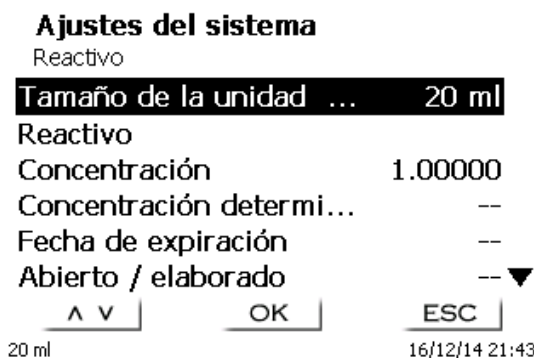 Ajustes del sistema
Reactivo
Tamaño de la unidad ... 20 ml
Reactivo
Concentración 1.00000
Concentración determi... --
Fecha de expiración --
Abierto / elaborado --
∧ ∨ OK ESC
20 ml 16/12/14 21:43